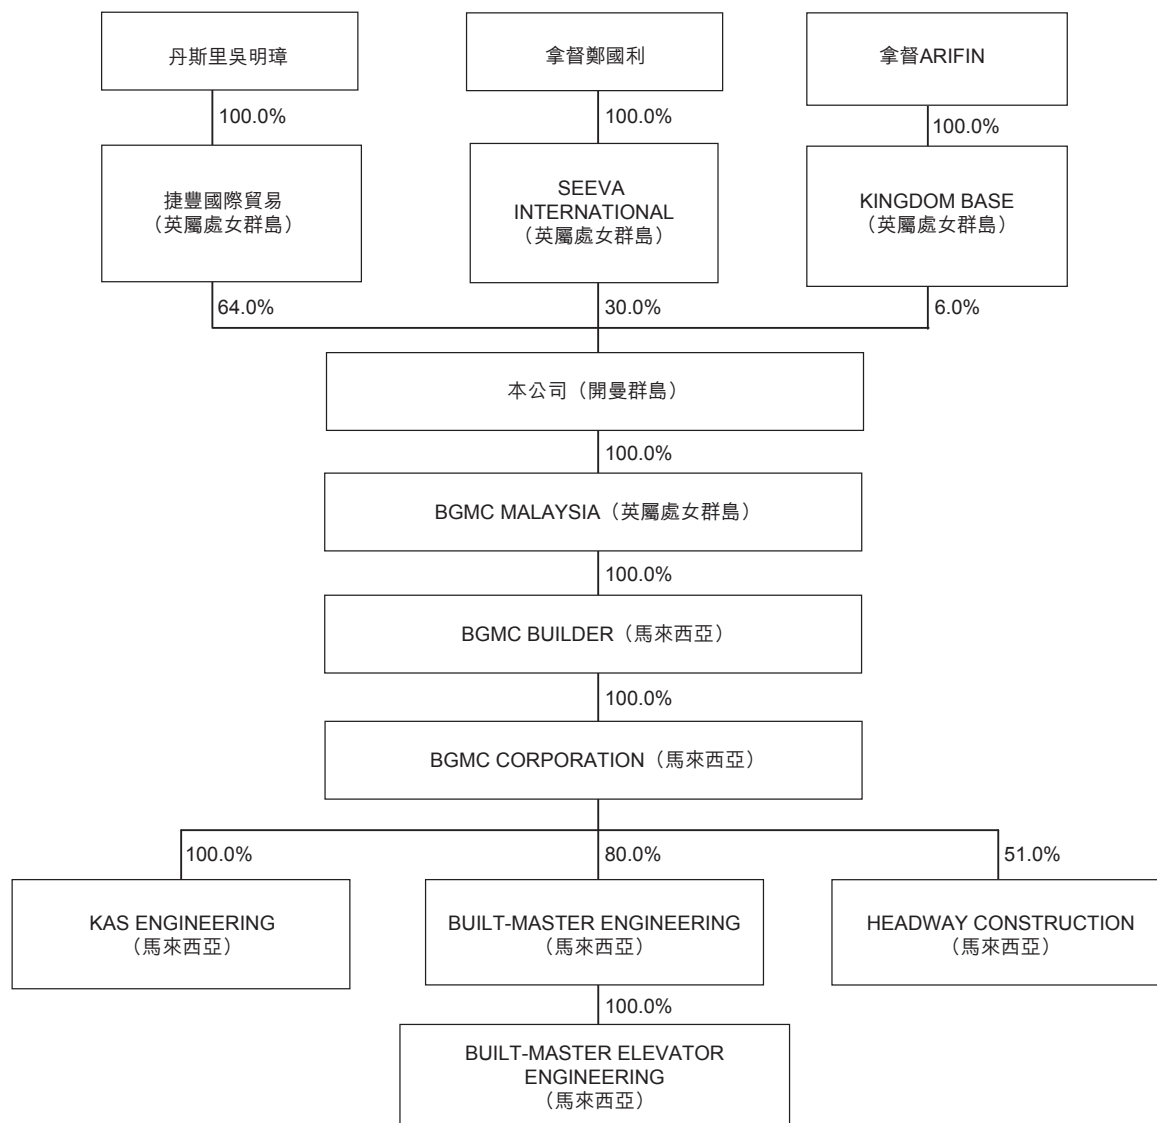 丹斯里吳明璋
拿督鄭國利
拿督ARIFIN
100.0%
100.0%
100.0%
捷豐國際貿易
（英屬處女群島）
SEEVA
INTERNATIONAL
（英屬處女群島）
KINGDOM BASE
（英屬處女群島）
64.0%
30.0%
6.0%
本公司（開曼群島）
100.0%
BGMC MALAYSIA（英屬處女群島）
100.0%
BGMC BUILDER（馬來西亞）
100.0%
BGMC CORPORATION（馬來西亞）
100.0%
80.0%
51.0%
KAS ENGINEERING
（馬來西亞）
BUILT-MASTER ENGINEERING
（馬來西亞）
HEADWAY CONSTRUCTION
（馬來西亞）
100.0%
BUILT-MASTER ELEVATOR
ENGINEERING
（馬來西亞）